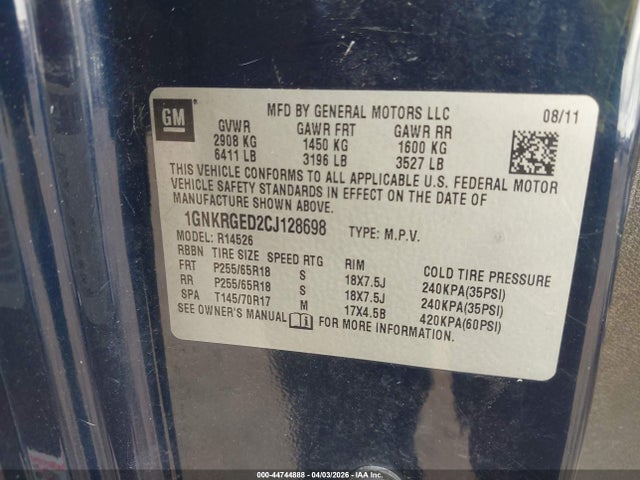 GM
MFD BY GENERAL MOTORS LLC 08/11
GVWR GAWR FRT GAWR RR
2908 KG 1450 KG 1600 KG
6411 LB 3196 LB 3527 LB
THIS VEHICLE CONFORMS TO ALL APPLICABLE U.S. FEDERAL MOTOR
VEHICLE SAFETY STANDARDS IN EFFECT ON THE DATE OF
MANUFACTURE SHOWN ABOVE.
1GNKRGED2CJ128698 TYPE: M.P.V.
MODEL: R14526
RBBN TIRE SIZE SPEED RTG RIM COLD TIRE PRESSURE
FRT P255/65R18 S 18X7.5J 240KPA(35PSI)
RR P255/65R18 S 18X7.5J 240KPA(35PSI)
SPA T145/70R17 M 17X4.5B 420KPA(60PSI)
SEE OWNER'S MANUAL i FOR MORE INFORMATION.
000-44744888 - 04/03/2026 - IAA Inc.